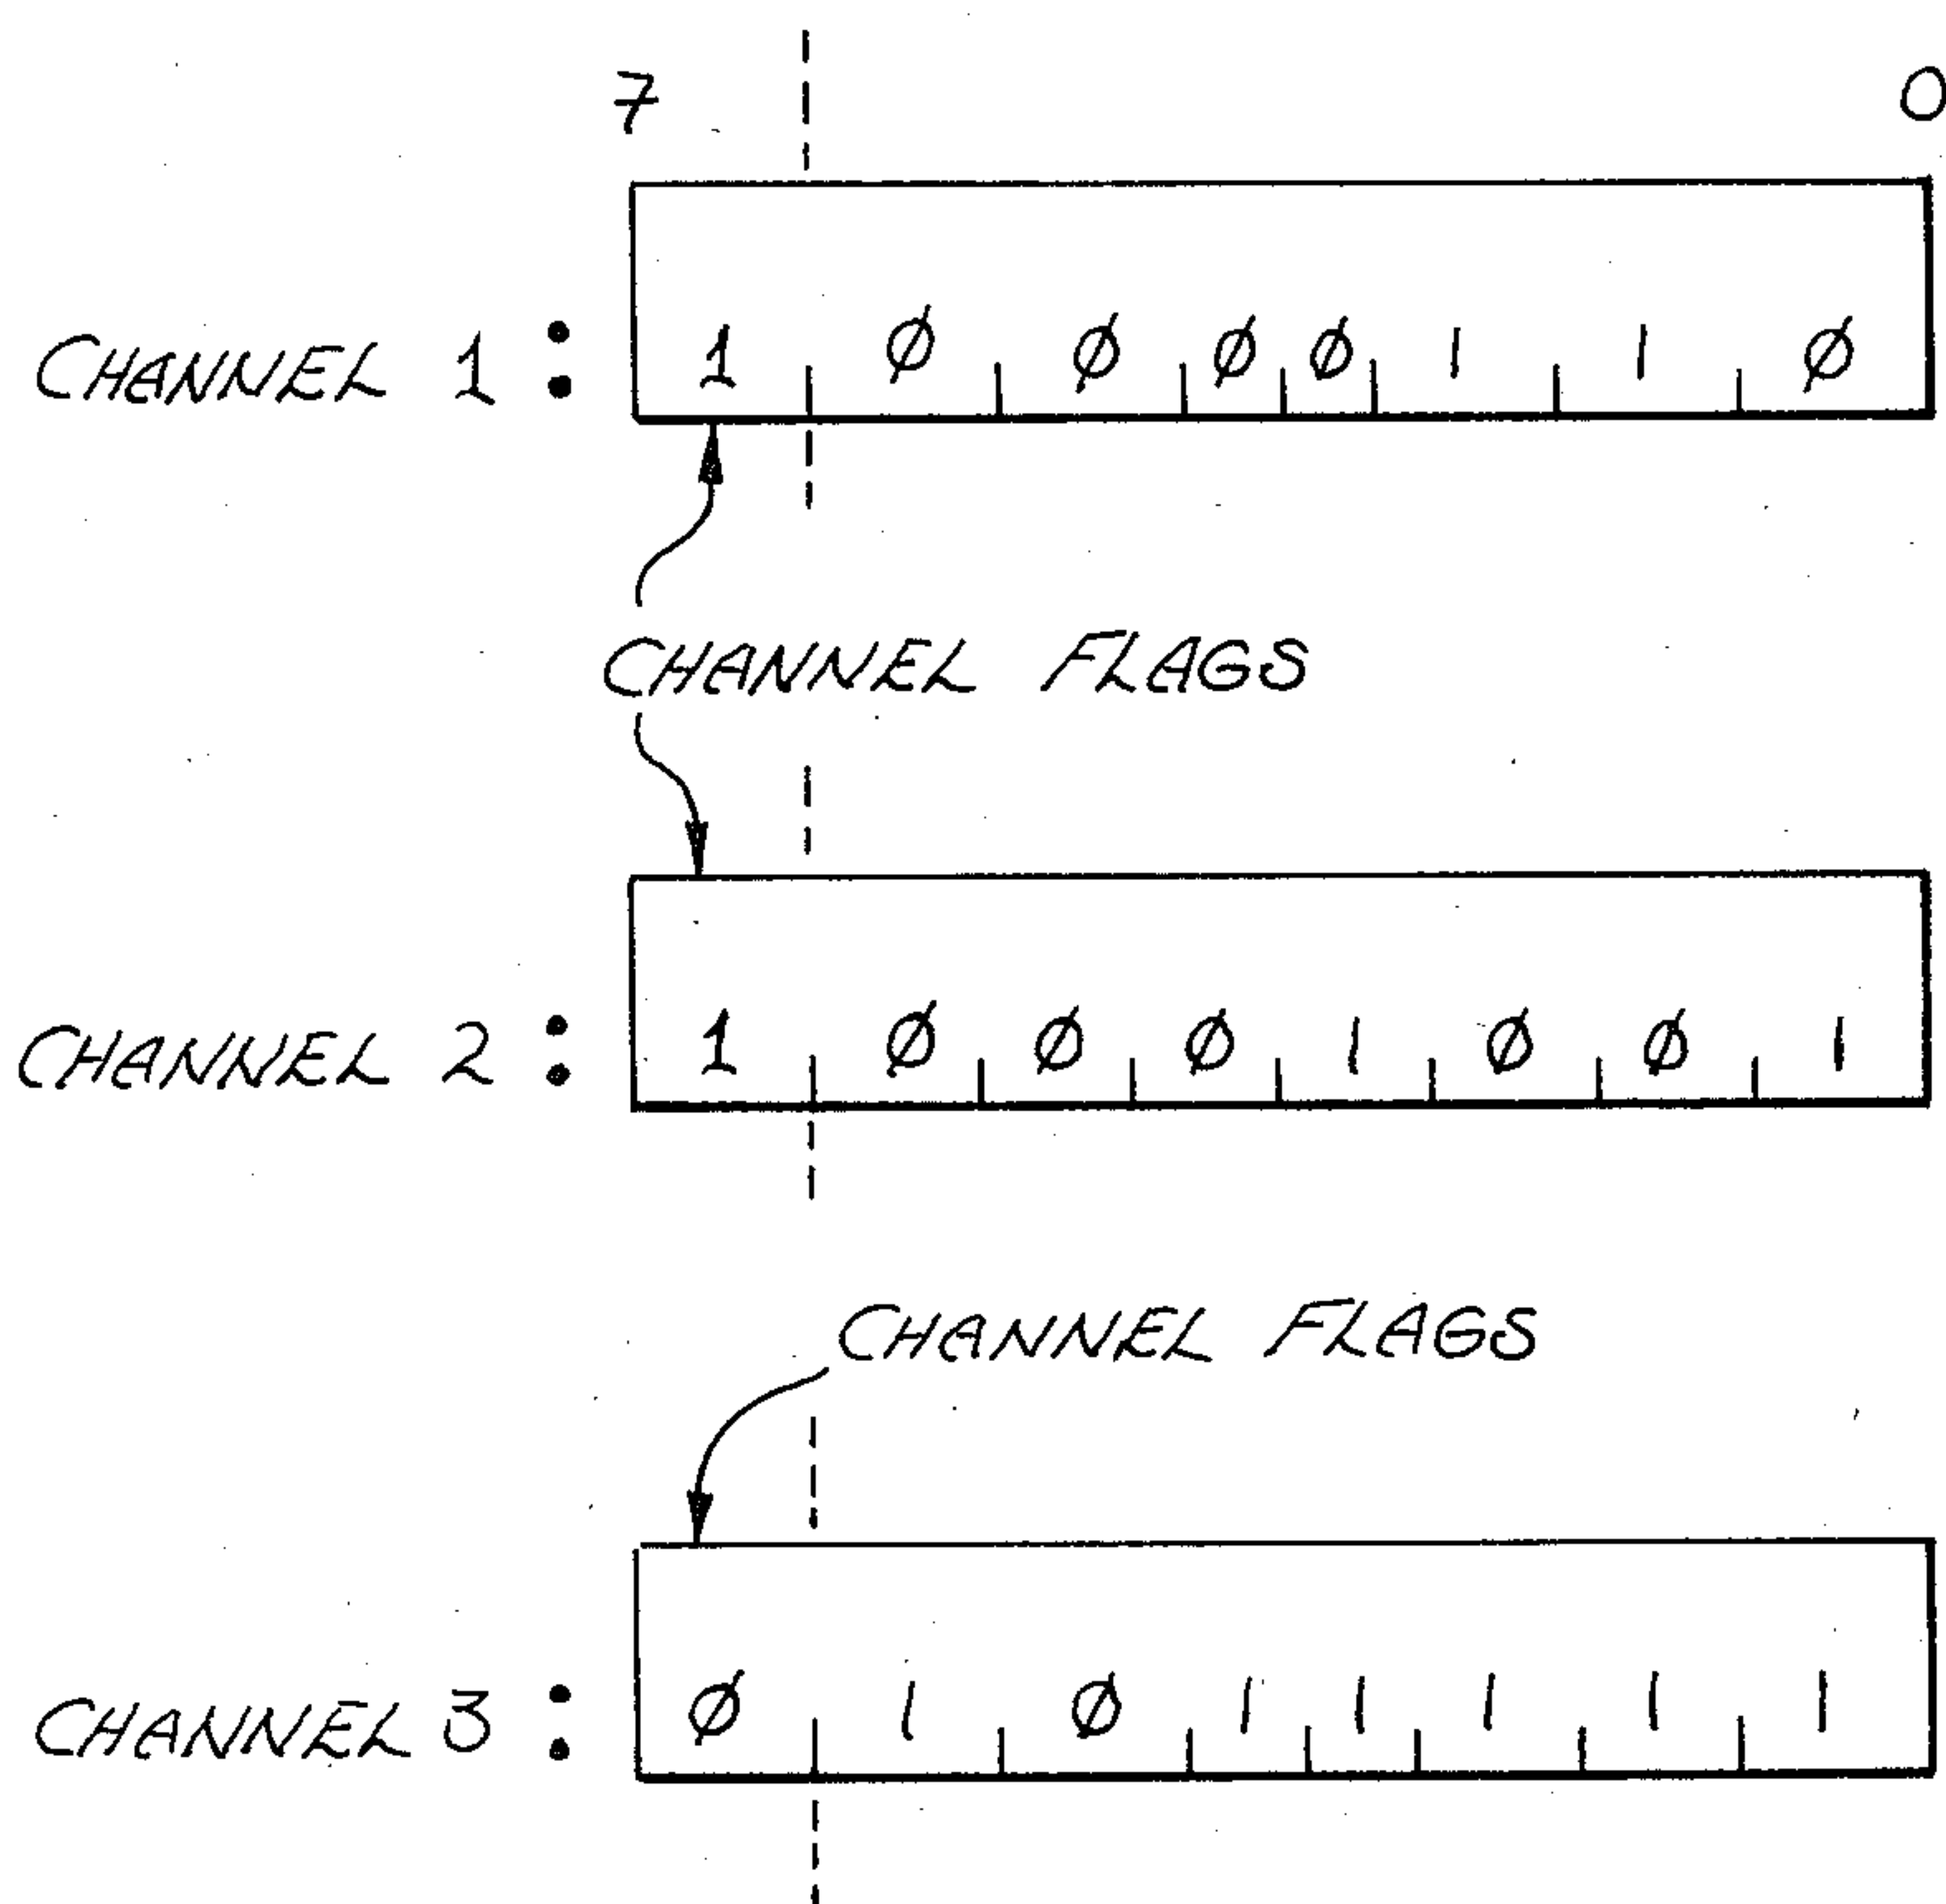 7 0
CHANNEL 1: 1 Ø Ø Ø Ø 1 1 Ø
CHANNEL FLAGS
CHANNEL 2: 1 Ø Ø Ø 1 Ø Ø 1
CHANNEL FLAGS
CHANNEL 3: Ø 1 Ø 1 1 1 1 1